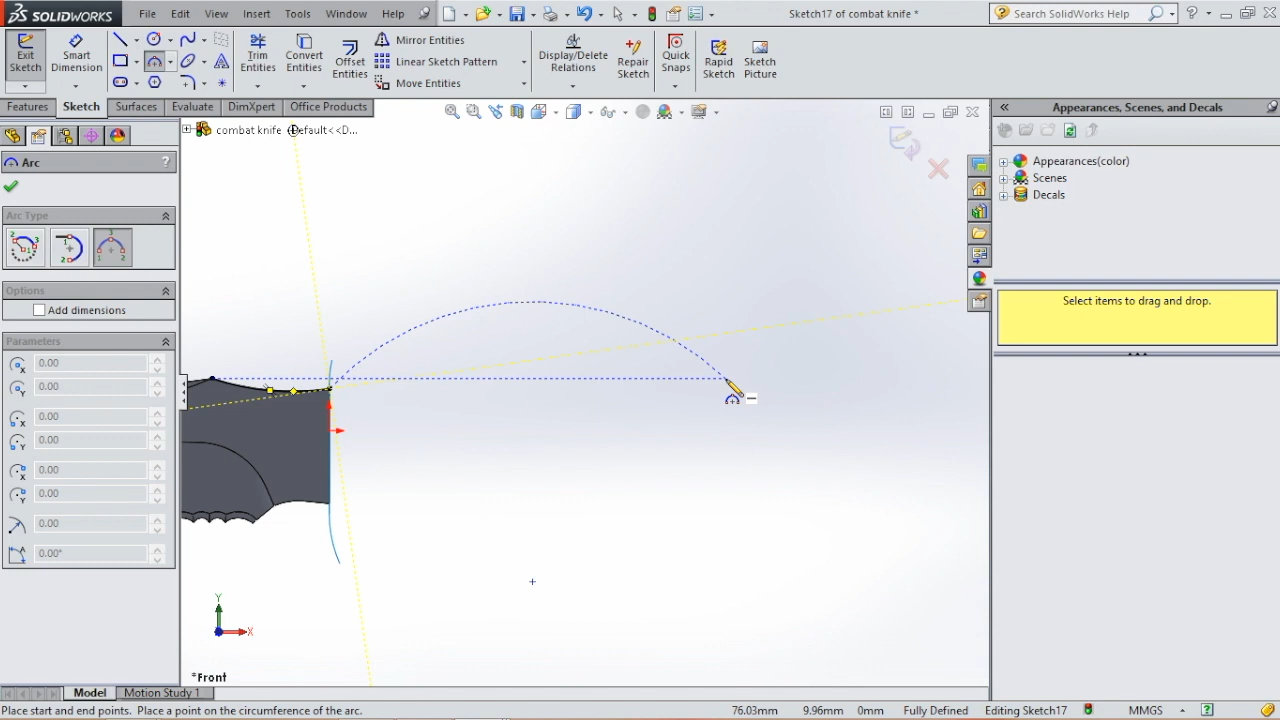 SOLIDWORKS File Edit View Insert Tools Window Help Sketch17 of combat knife * Search SolidWorks Help
Exit Sketch
Smart Dimension
Trim Entities
Convert Entities
Offset Entities
Mirror Entities
Linear Sketch Pattern
Move Entities
Display/Delete Relations
Repair Sketch
Quick Snaps
Rapid Sketch
Sketch Picture
Features Sketch Surfaces Evaluate DimXpert Office Products
Appearances, Scenes, and Decals
combat knife (Default<<D...
Arc ?
Appearances(color)
Scenes
Decals
Arc Type
Options
Add dimensions
Select items to drag and drop.
Parameters
0.00
0.00
0.00
0.00
0.00
0.00
0.00
0.00°
Y
X
*Front
Model Motion Study 1
Place start and end points. Place a point on the circumference of the arc. 76.03mm 9.96mm 0mm Fully Defined Editing Sketch17 MMGS